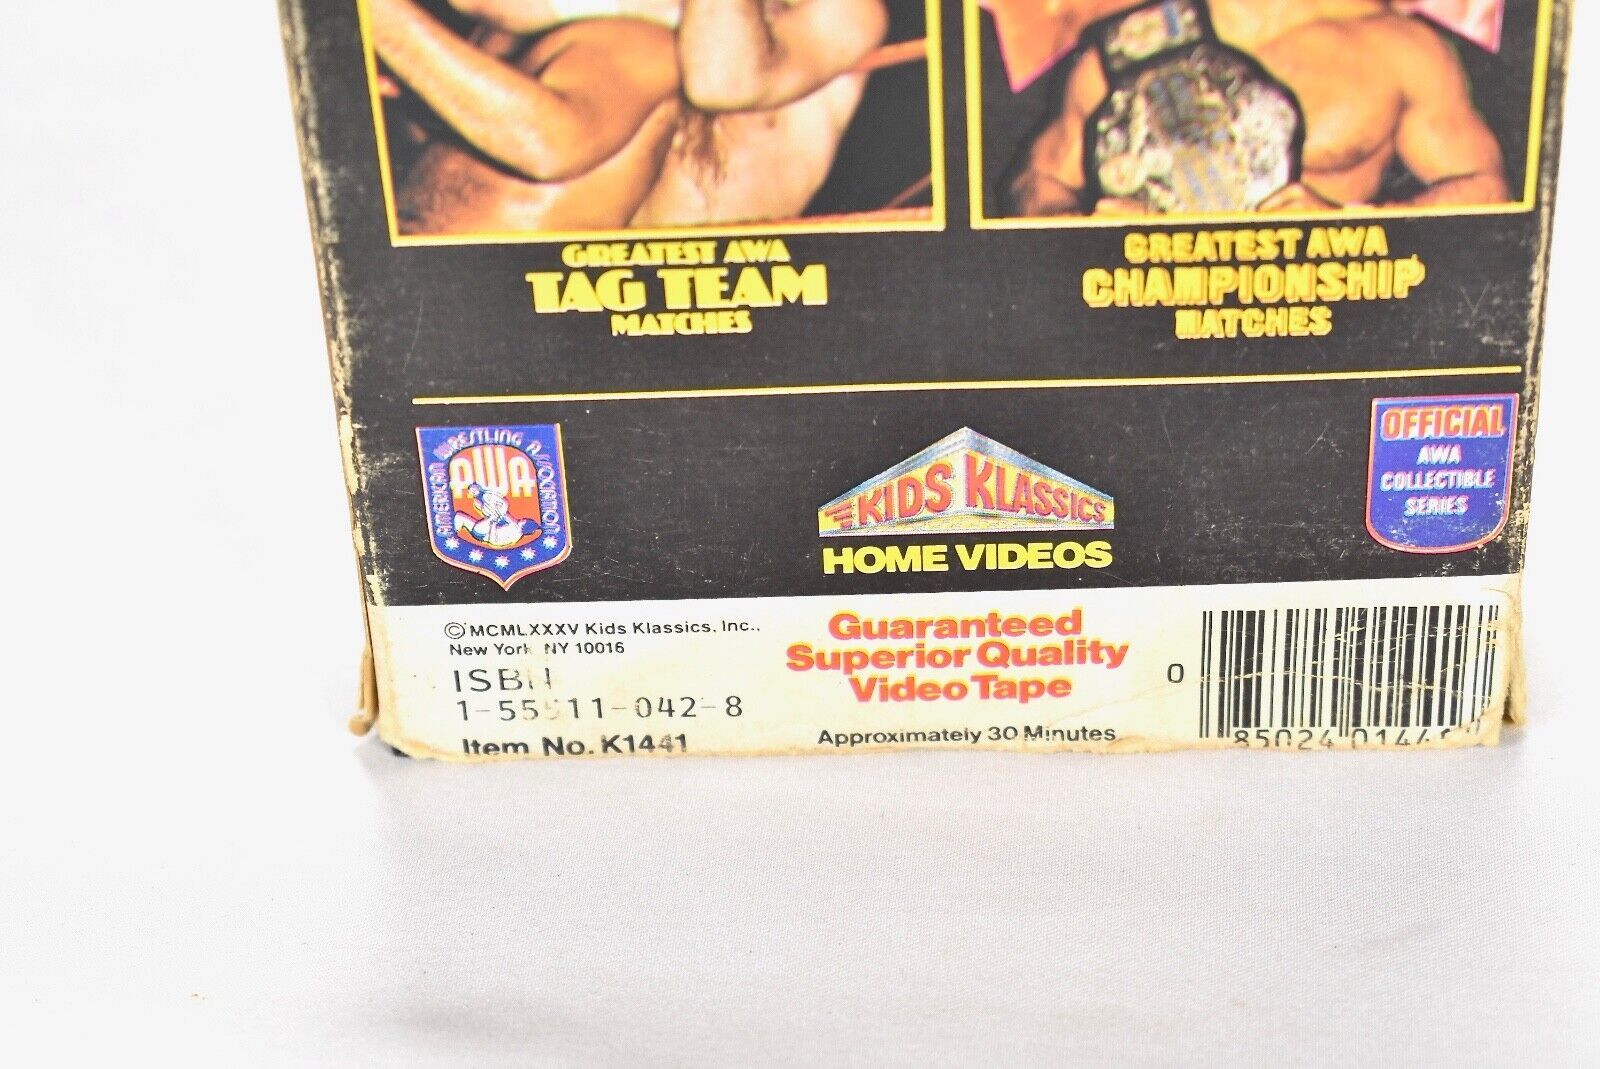 GREATEST AWA
TAG TEAM
MATCHES
GREATEST AWA
CHAMPIONSHIP
MATCHES
AMERICAN WRESTLING ASSOCIATION
AWA
KIDS KLASSICS
HOME VIDEOS
OFFICIAL
AWA
COLLECTIBLE
SERIES
©MCMLXXXV Kids Klassics, Inc..
New York NY 10016
ISBN
1-55511-042-8
Item No. K1441
Guaranteed
Superior Quality
Video Tape
Approximately 30 Minutes
0
85024